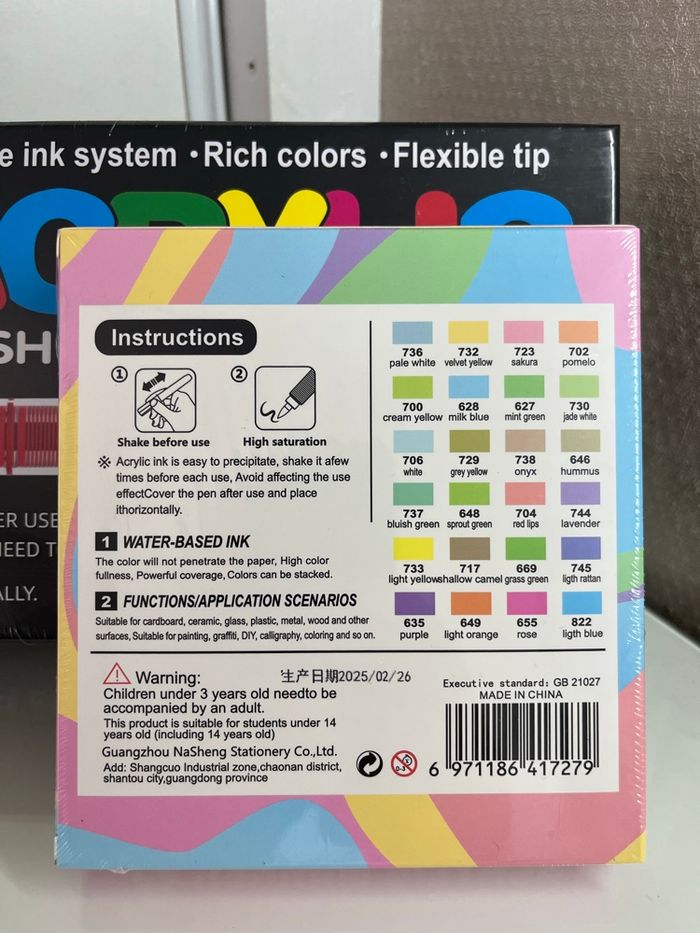 e ink system •Rich colors •Flexible tip
ACRYLIC
SH
ER USE
NEED T
ALLY.
Instructions
① ②
Shake before use High saturation
※ Acrylic ink is easy to precipitate, shake it afew
times before each use, Avoid affecting the use
effectCover the pen after use and place
ithorizontally.
1 WATER-BASED INK
The color will not penetrate the paper, High color
fullness, Powerful coverage, Colors can be stacked.
2 FUNCTIONS/APPLICATION SCENARIOS
Suitable for cardboard, ceramic, glass, plastic, metal, wood and other
surfaces, Suitable for painting, graffiti, DIY, calligraphy, coloring and so on.
736 732 723 702
pale white velvet yellow sakura pomelo
700 628 627 730
cream yellow milk blue mint green jade white
706 729 738 646
white grey yellow onyx hummus
737 648 704 744
bluish green sprout green red lips lavender
733 717 669 745
light yellowshallow camel grass green ligth rattan
635 649 655 822
purple light orange rose ligth blue
Warning: 生产日期2025/02/26
Children under 3 years old needto be
accompanied by an adult.
This product is suitable for students under 14
years old (including 14 years old)
Guangzhou NaSheng Stationery Co.,Ltd.
Add: Shangcuo Industrial zone,chaonan district,
shantou city,guangdong province
0-3
Executive standard: GB 21027
MADE IN CHINA
6 971186 417279